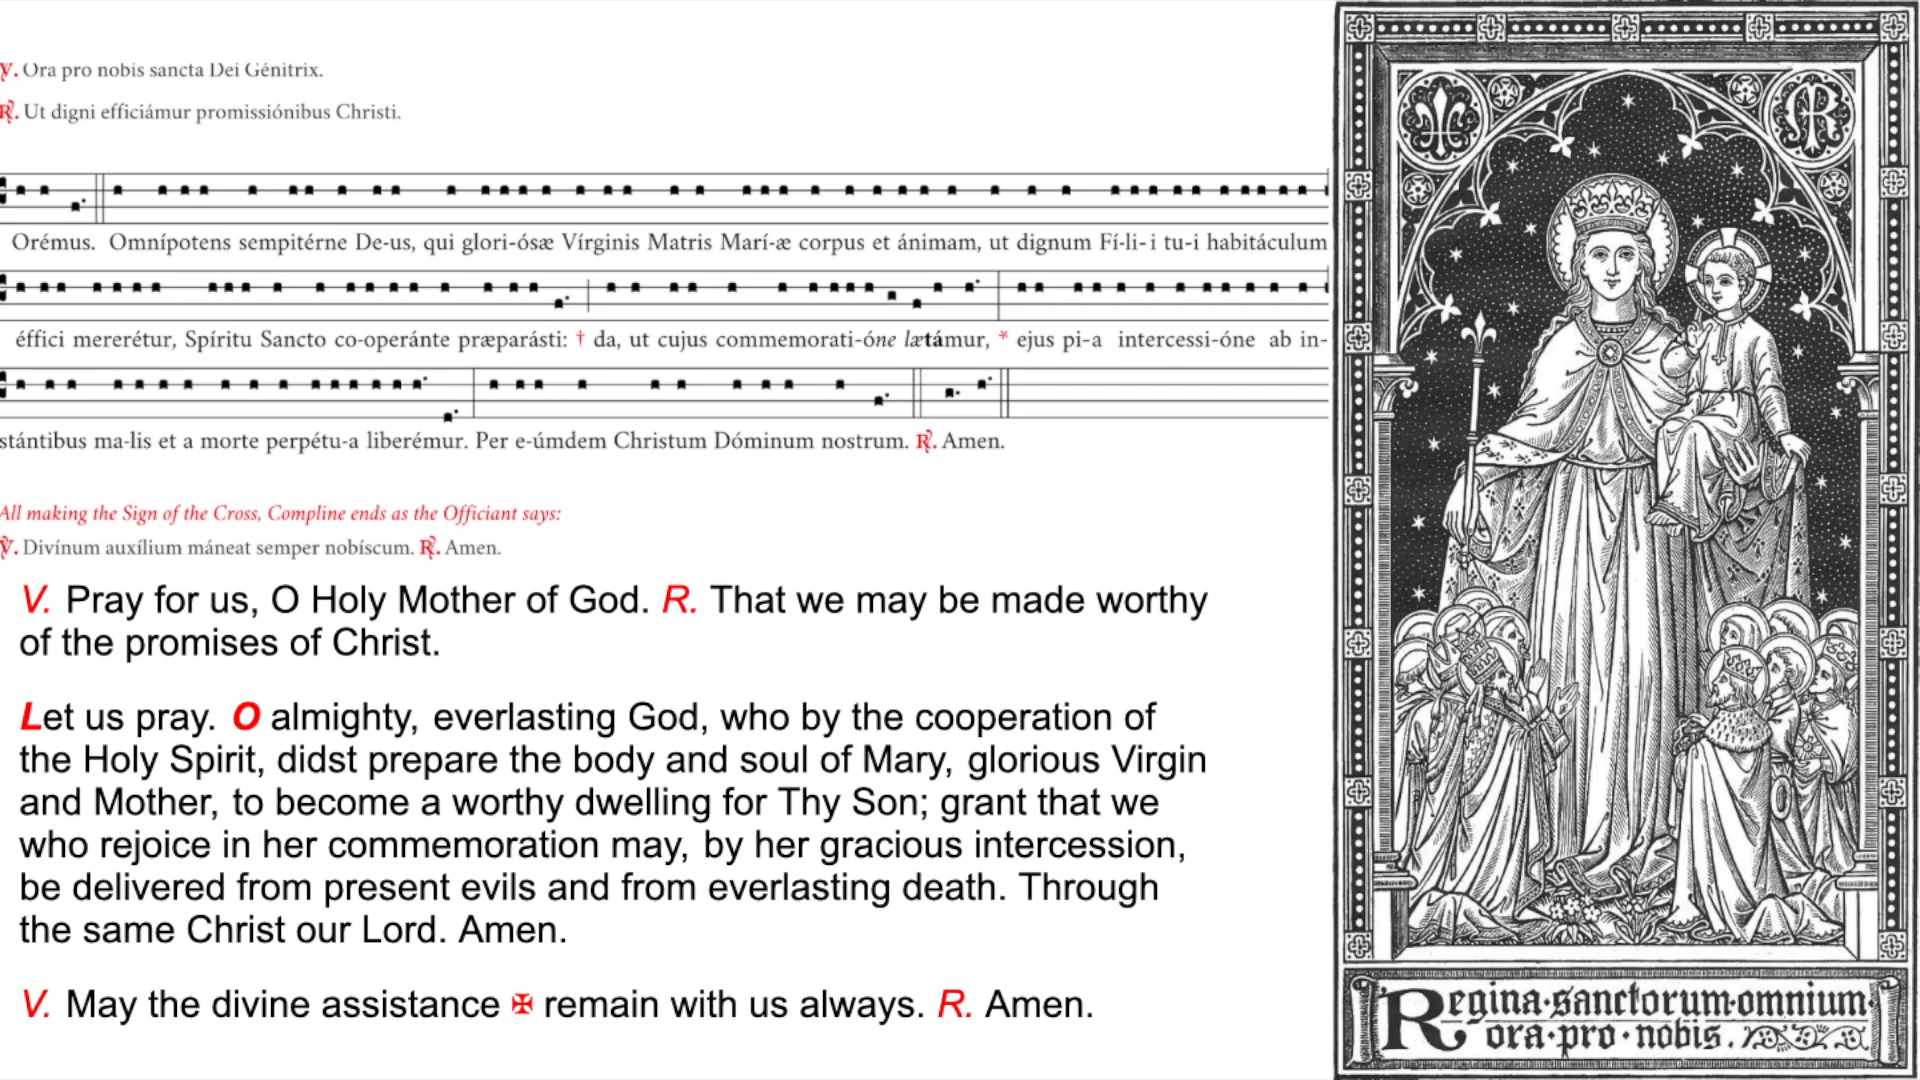 ℣. Ora pro nobis sancta Dei Génitrix.
℟. Ut digni efficiámur promissiónibus Christi.
Orémus. Omnípotens sempitérne De-us, qui glori-ósæ Vírginis Matris Marí-æ corpus et ánimam, ut dignum Fí-li-i tu-i habitáculum
éffici mererétur, Spíritu Sancto co-operánte præparásti: † da, ut cujus commemorati-óne lætámur, * ejus pi-a intercessi-óne ab in-
stántibus ma-lis et a morte perpétu-a liberémur. Per e-úmdem Christum Dóminum nostrum. ℟. Amen.
All making the Sign of the Cross, Compline ends as the Officiant says:
℣. Divínum auxílium máneat semper nobíscum. ℟. Amen.
V. Pray for us, O Holy Mother of God. R. That we may be made worthy
of the promises of Christ.
Let us pray. O almighty, everlasting God, who by the cooperation of
the Holy Spirit, didst prepare the body and soul of Mary, glorious Virgin
and Mother, to become a worthy dwelling for Thy Son; grant that we
who rejoice in her commemoration may, by her gracious intercession,
be delivered from present evils and from everlasting death. Through
the same Christ our Lord. Amen.
V. May the divine assistance ✠ remain with us always. R. Amen.
Regina·sanctorum·omnium·
ora·pro·nobis.